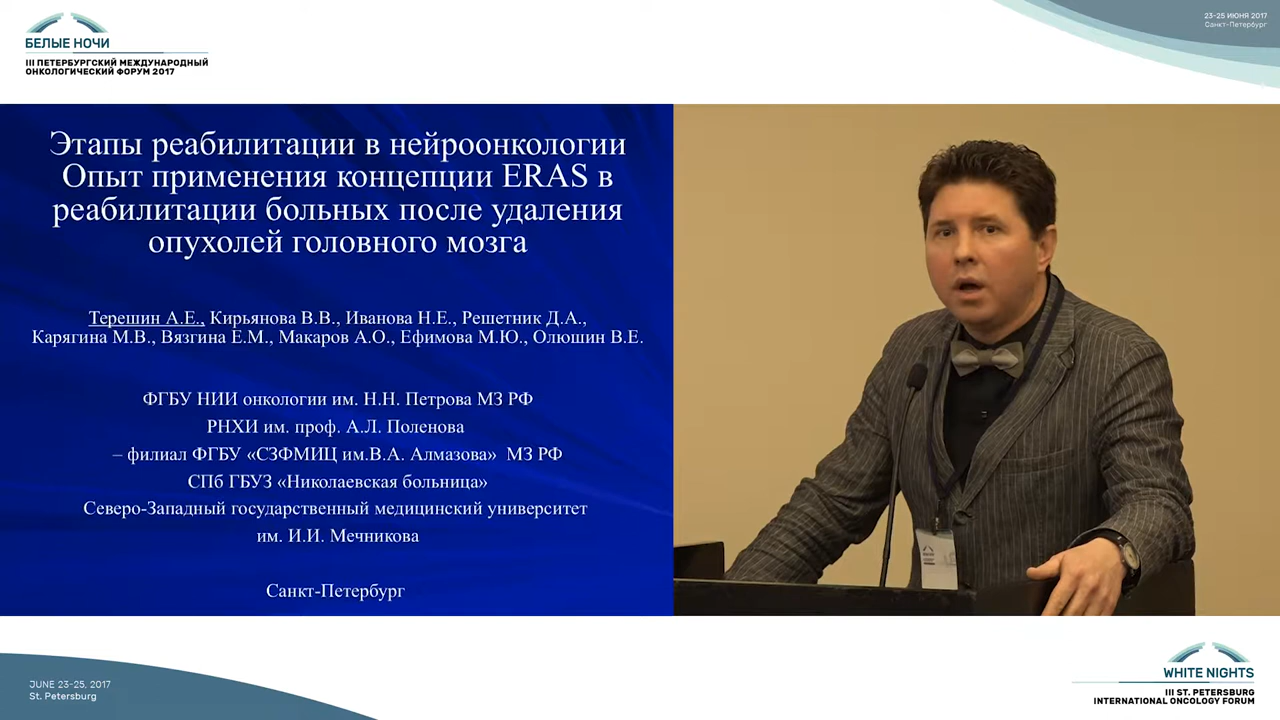 БЕЛЫЕ НОЧИ
III ПЕТЕРБУРГСКИЙ МЕЖДУНАРОДНЫЙ
ОНКОЛОГИЧЕСКИЙ ФОРУМ 2017
23-25 ИЮНЯ 2017
Санкт-Петербург
Этапы реабилитации в нейроонкологии
Опыт применения концепции ERAS в
реабилитации больных после удаления
опухолей головного мозга
Терешин А.Е., Кирьянова В.В., Иванова Н.Е., Решетник Д.А.,
Карягина М.В., Вязгина Е.М., Макаров А.О., Ефимова М.Ю., Олюшин В.Е.
ФГБУ НИИ онкологии им. Н.Н. Петрова МЗ РФ
РНХИ им. проф. А.Л. Поленова
– филиал ФГБУ «СЗФМИЦ им.В.А. Алмазова» МЗ РФ
СПб ГБУЗ «Николаевская больница»
Северо-Западный государственный медицинский университет
им. И.И. Мечникова
Санкт-Петербург
JUNE 23-25, 2017
St. Petersburg
WHITE NIGHTS
III ST. PETERSBURG
INTERNATIONAL ONCOLOGY FORUM